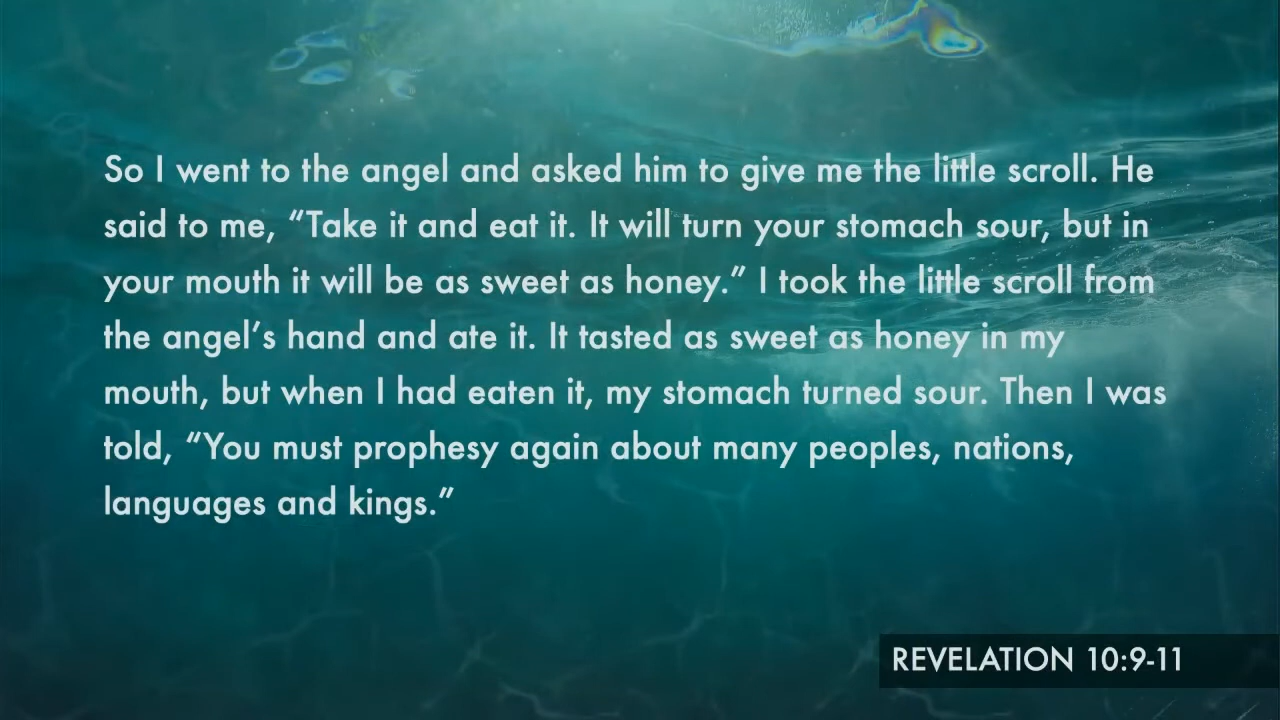 So I went to the angel and asked him to give me the little scroll. He
said to me, “Take it and eat it. It will turn your stomach sour, but in
your mouth it will be as sweet as honey.” I took the little scroll from
the angel’s hand and ate it. It tasted as sweet as honey in my
mouth, but when I had eaten it, my stomach turned sour. Then I was
told, “You must prophesy again about many peoples, nations,
languages and kings.”
REVELATION 10:9-11